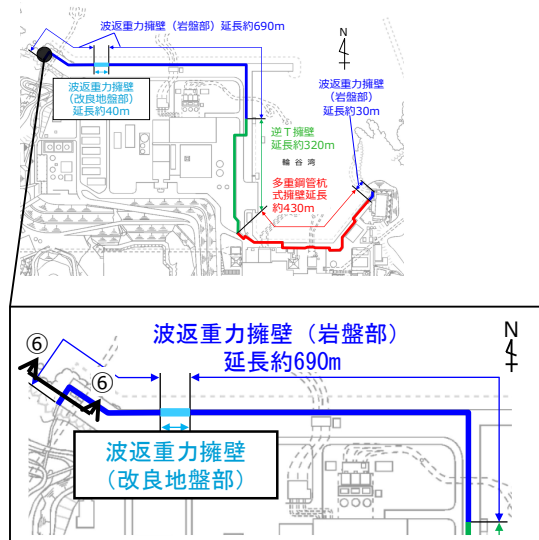 波返重力擁壁（岩盤部）延長約690m
N
波返重力擁壁
（改良地盤部）
延長約40m
波返重力擁壁
（岩盤部）
延長約30m
逆Ｔ擁壁
延長約320m
輪谷湾
多重鋼管杭
式擁壁延長
約430m
波返重力擁壁（岩盤部）
延長約690m
N
⑥
⑥
波返重力擁壁
（改良地盤部）